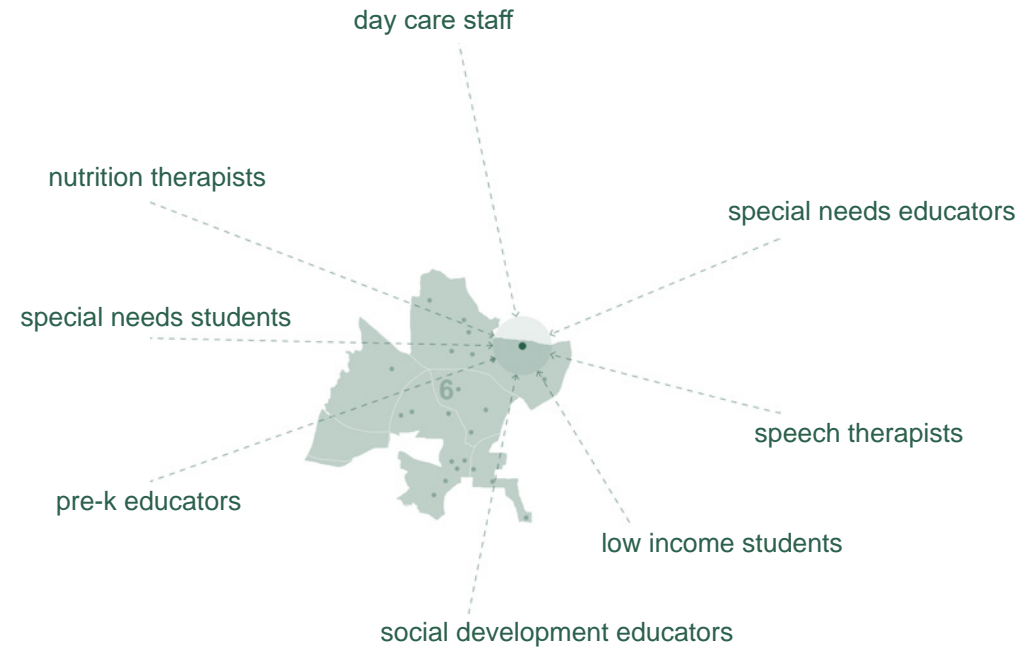 day care staff
nutrition therapists
special needs educators
special needs students
6
speech therapists
pre-k educators
low income students
social development educators